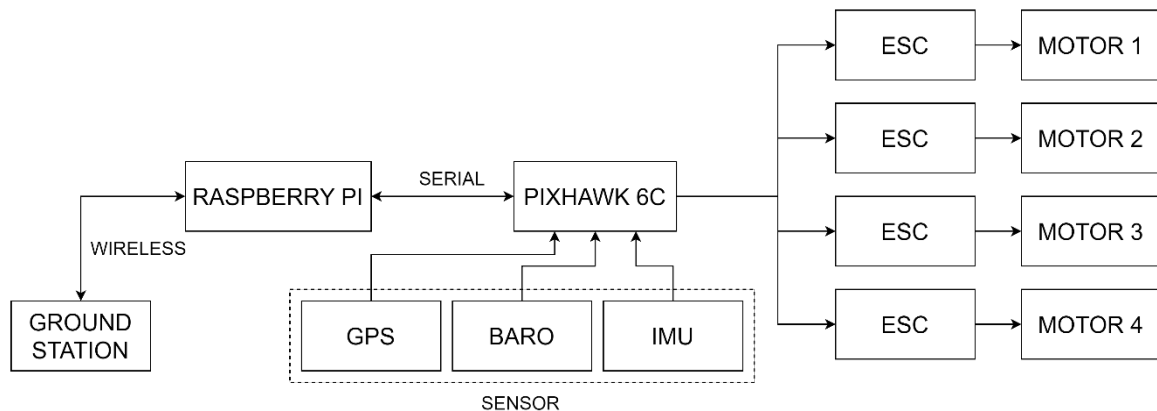 ESC
MOTOR 1
ESC
MOTOR 2
RASPBERRY PI
SERIAL
PIXHAWK 6C
ESC
MOTOR 3
WIRELESS
GROUND
STATION
GPS
BARO
IMU
ESC
MOTOR 4
SENSOR